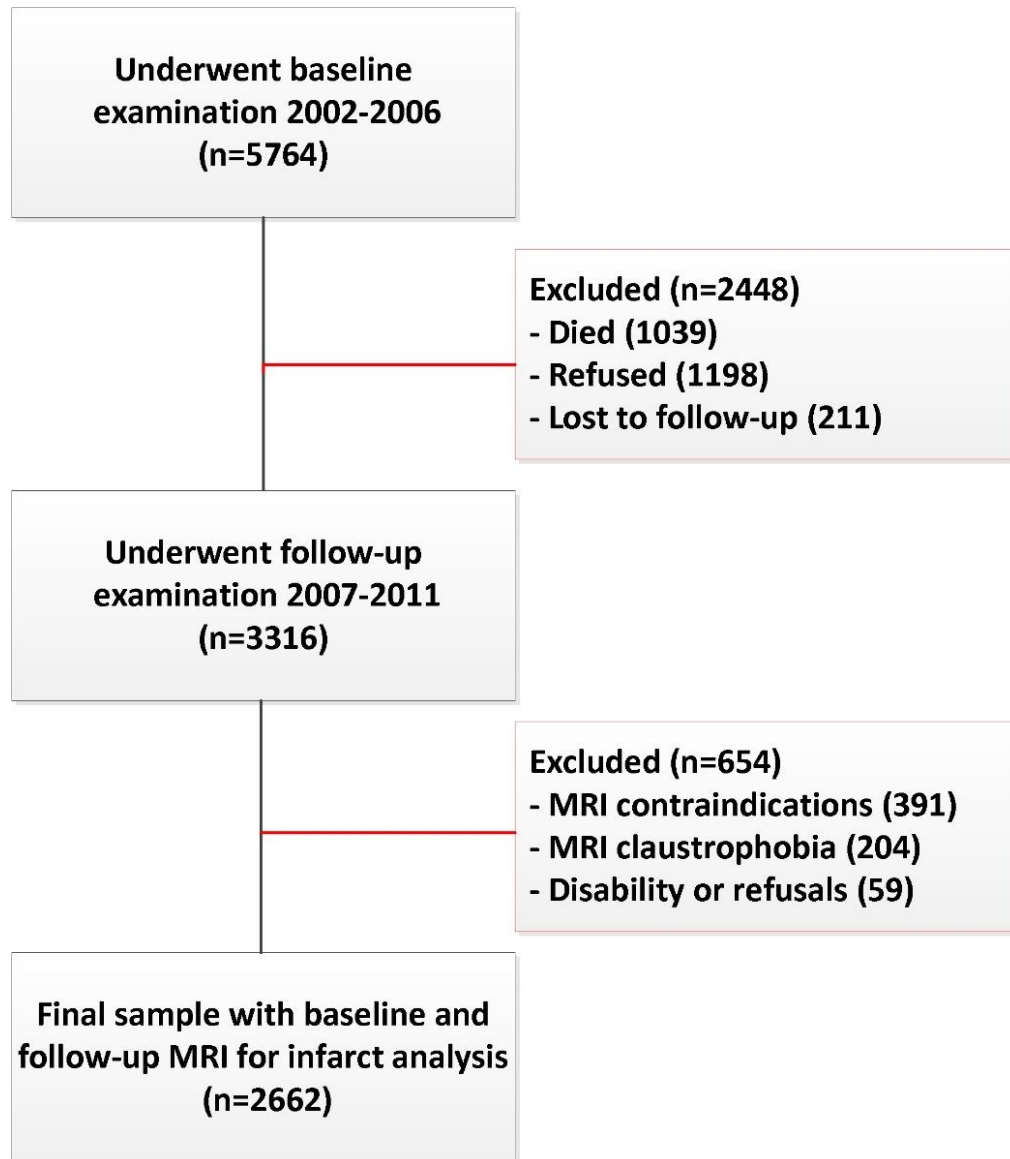 Underwent baseline
examination 2002-2006
(n=5764)
Excluded (n=2448)
- Died (1039)
- Refused (1198)
- Lost to follow-up (211)
Underwent follow-up
examination 2007-2011
(n=3316)
Excluded (n=654)
- MRI contraindications (391)
- MRI claustrophobia (204)
- Disability or refusals (59)
Final sample with baseline and
follow-up MRI for infarct analysis
(n=2662)